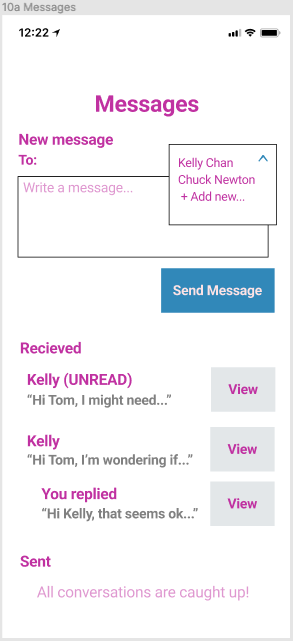 10a Messages
12:22
Messages
New message
To:
Kelly Chan
Chuck Newton
+ Add new...
Write a message...
Send Message
Recieved
Kelly (UNREAD)
“Hi Tom, I might need...”
View
Kelly
“Hi Tom, I’m wondering if...”
View
You replied
“Hi Kelly, that seems ok...”
View
Sent
All conversations are caught up!